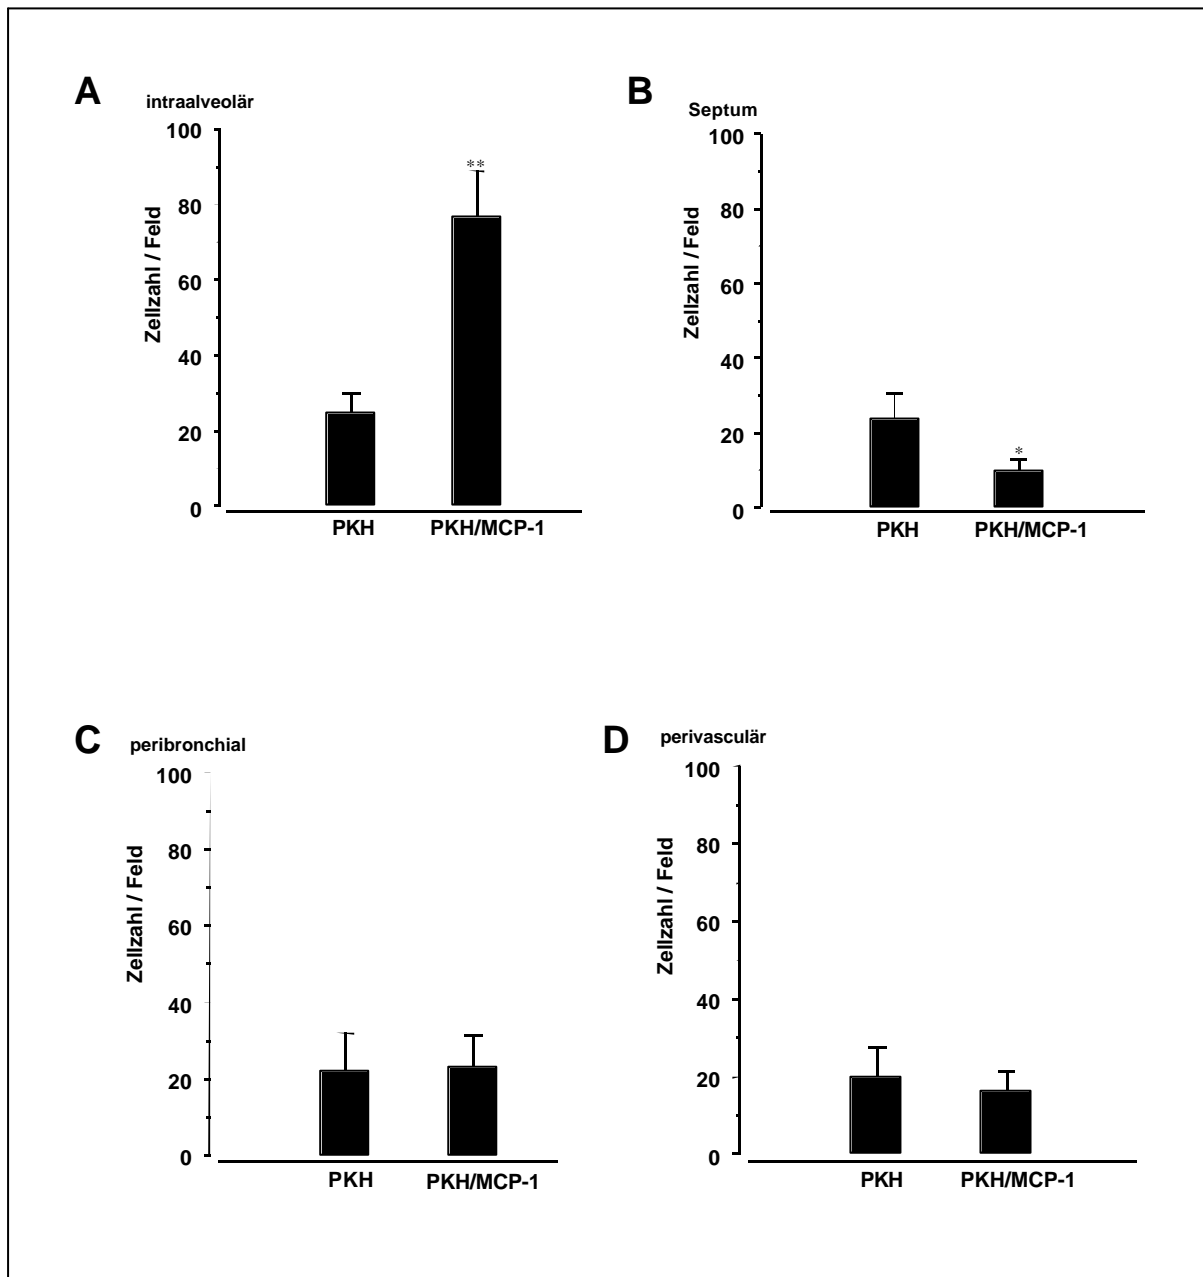 A
intraalveolär
Zellzahl / Feld
100
80
60
40
20
0
**
PKH
PKH/MCP-1
B
Septum
Zellzahl / Feld
100
80
60
40
20
0
*
PKH
PKH/MCP-1
C
peribronchial
Zellzahl / Feld
100
80
60
40
20
0
PKH
PKH/MCP-1
D
perivasculär
Zellzahl / Feld
100
80
60
40
20
0
PKH
PKH/MCP-1